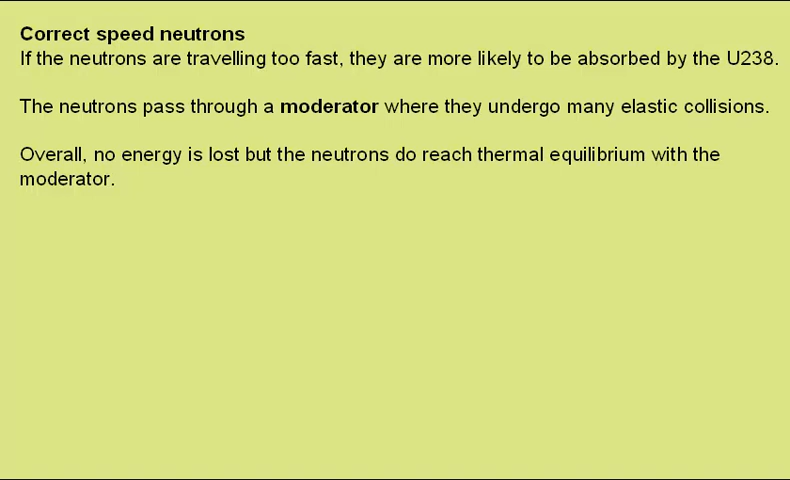 Correct speed neutrons
If the neutrons are travelling too fast, they are more likely to be absorbed by the U238.
The neutrons pass through a moderator where they undergo many elastic collisions.
Overall, no energy is lost but the neutrons do reach thermal equilibrium with the
moderator.